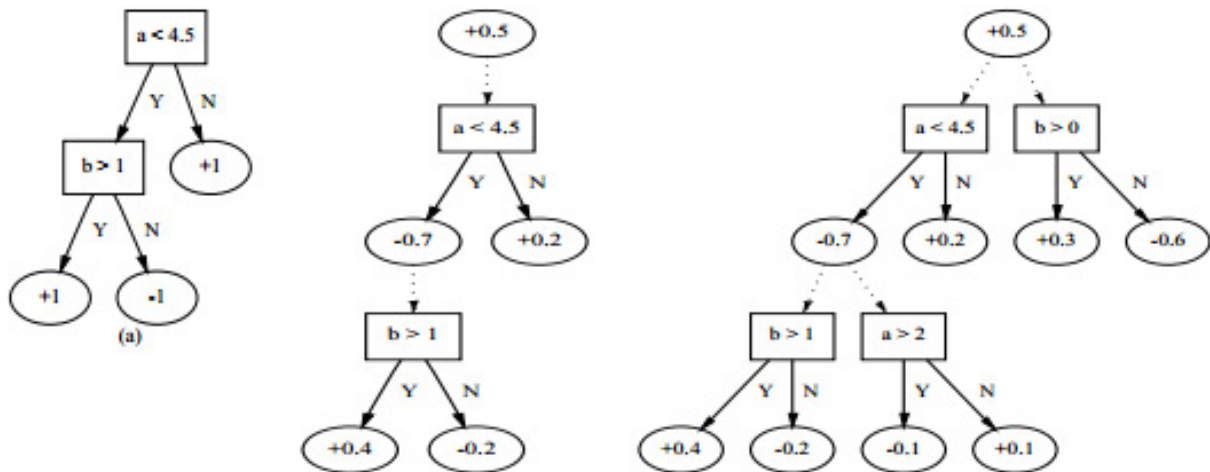 a < 4.5
Y N
b > 1
+1
Y N
+1
-1
(a)
+0.5
a < 4.5
Y N
-0.7
+0.2
b > 1
Y N
+0.4
-0.2
+0.5
a < 4.5
b > 0
Y N
Y N
-0.7
+0.2
+0.3
-0.6
b > 1
a > 2
Y N
Y N
+0.4
-0.2
-0.1
+0.1